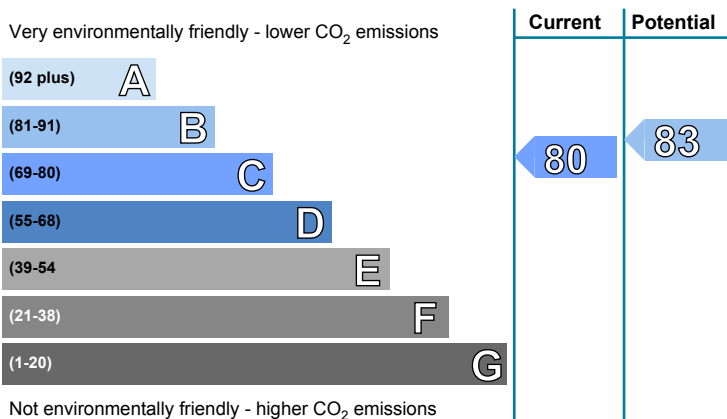 Very environmentally friendly - lower CO2 emissions
Current
Potential
(92 plus) A
(81-91) B
(69-80) C
(55-68) D
(39-54 E
(21-38) F
(1-20) G
80
83
Not environmentally friendly - higher CO2 emissions